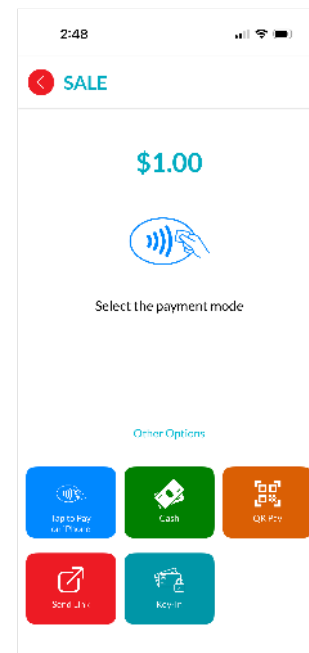 2:48
SALE
$1.00
Select the payment mode
Other Options
Tap to Pay
on Phone
Cash
QR Pay
Send Link
Key-In